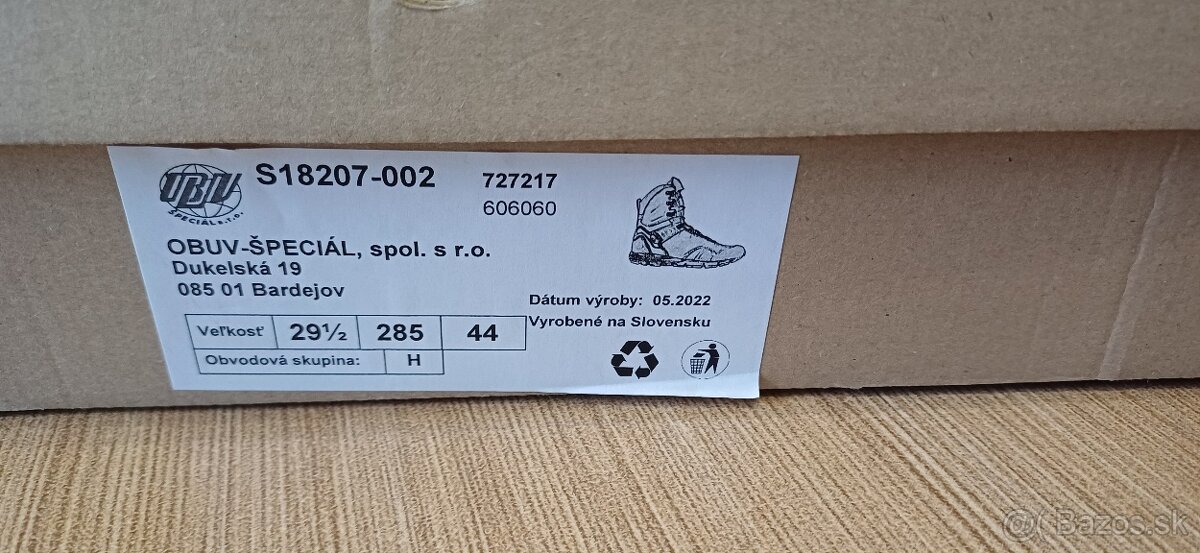 OBUV
ŠPECIÁL s.r.o.
S18207-002
727217
606060
OBUV-ŠPECIÁL, spol. s r.o.
Dukelská 19
085 01 Bardejov
Dátum výroby: 05.2022
Vyrobené na Slovensku
Veľkosť 29½ 285 44
Obvodová skupina: H
Bazos.sk